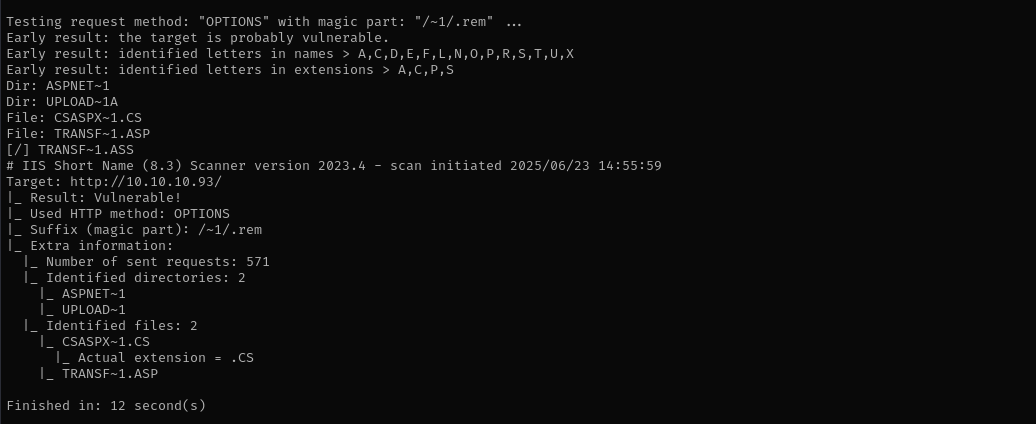 Testing request method: "OPTIONS" with magic part: "/~1/.rem" ...
Early result: the target is probably vulnerable.
Early result: identified letters in names > A,C,D,E,F,L,N,O,P,R,S,T,U,X
Early result: identified letters in extensions > A,C,P,S
Dir: ASPNET~1
Dir: UPLOAD~1A
File: CSASPX~1.CS
File: TRANSF~1.ASP
[/] TRANSF~1.ASS
# IIS Short Name (8.3) Scanner version 2023.4 - scan initiated 2025/06/23 14:55:59
Target: http://10.10.10.93/
|_ Result: Vulnerable!
|_ Used HTTP method: OPTIONS
|_ Suffix (magic part): /~1/.rem
|_ Extra information:
  |_ Number of sent requests: 571
  |_ Identified directories: 2
    |_ ASPNET~1
    |_ UPLOAD~1
  |_ Identified files: 2
    |_ CSASPX~1.CS
      |_ Actual extension = .CS
    |_ TRANSF~1.ASP
Finished in: 12 second(s)